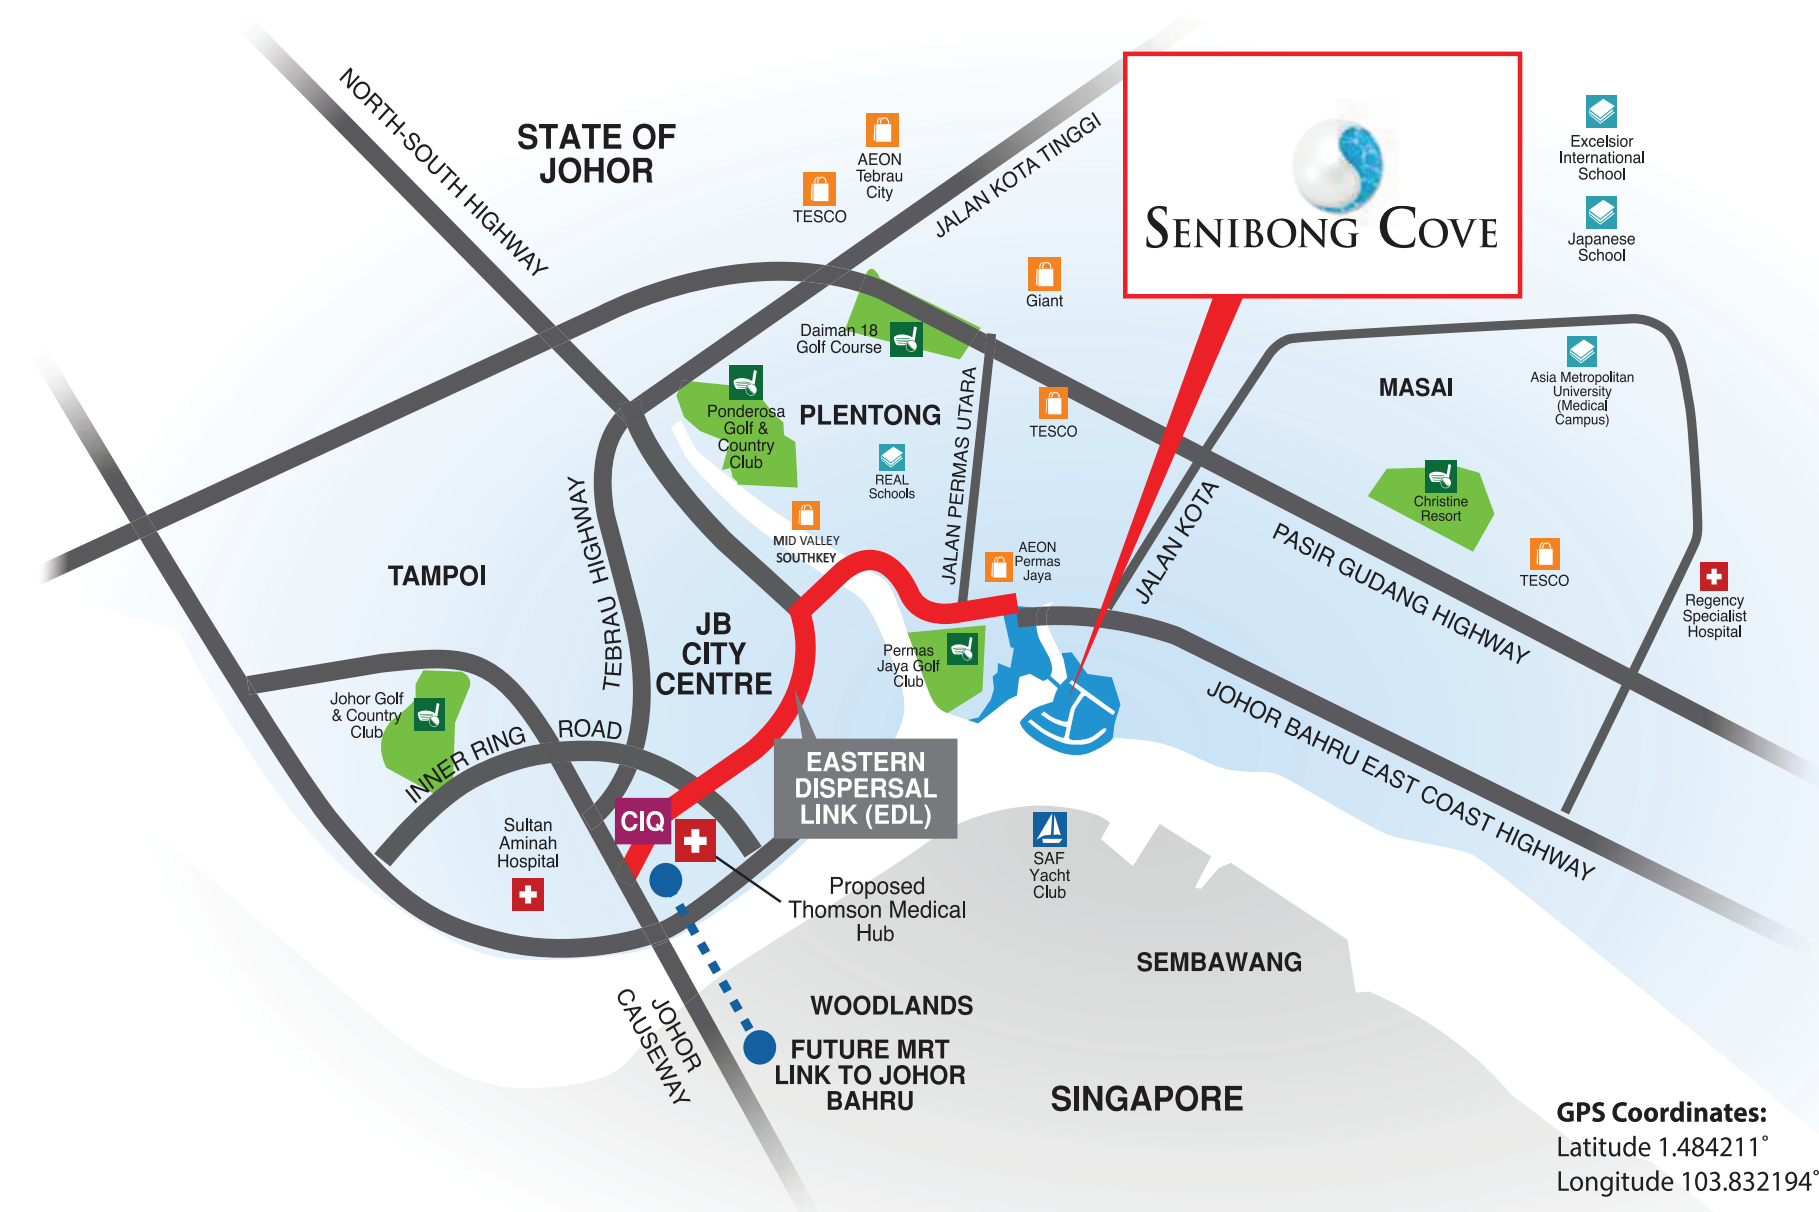 NORTH-SOUTH HIGHWAY
STATE OF
JOHOR
AEON
Tebrau
City
TESCO
JALAN KOTA TINGGI
SENIBONG COVE
Excelsior
International
School
Japanese
School
Giant
Daiman 18
Golf Course
Ponderosa
Golf &
Country
Club
PLENTONG
REAL
Schools
JALAN PERMAS UTARA
TESCO
MASAI
Asia Metropolitan
University
(Medical
Campus)
Christine
Resort
TESCO
Regency
Specialist
Hospital
JALAN KOTA
PASIR GUDANG HIGHWAY
MID VALLEY
SOUTHKEY
AEON
Permas
Jaya
TAMPOI
TEBRAU HIGHWAY
JB
CITY
CENTRE
Permas
Jaya Golf
Club
JOHOR BAHRU EAST COAST HIGHWAY
Johor Golf
& Country
Club
INNER RING ROAD
EASTERN
DISPERSAL
LINK (EDL)
CIQ
Sultan
Aminah
Hospital
SAF
Yacht
Club
Proposed
Thomson Medical
Hub
SEMBAWANG
WOODLANDS
JOHOR
CAUSEWAY
FUTURE MRT
LINK TO JOHOR
BAHRU
SINGAPORE
GPS Coordinates:
Latitude 1.484211°
Longitude 103.832194°